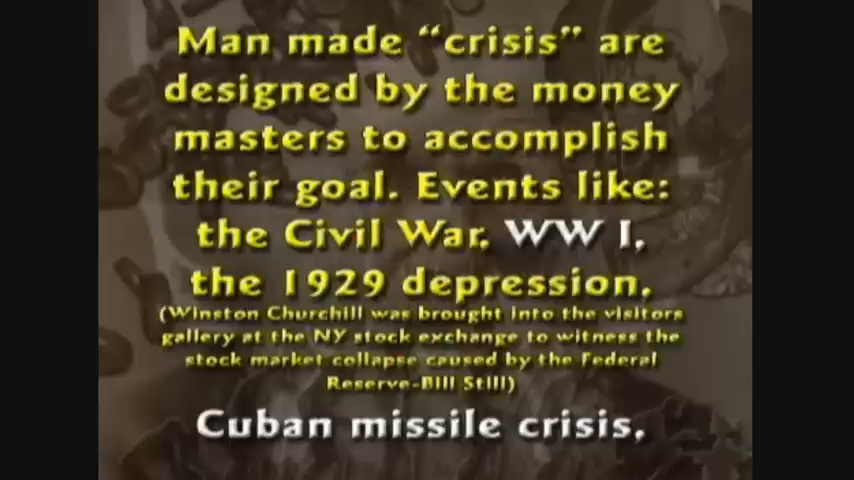 Man made “crisis” are
designed by the money
masters to accomplish
their goal. Events like:
the Civil War, WW I,
the 1929 depression,
(Winston Churchill was brought into the visitors
gallery at the NY stock exchange to witness the
stock market collapse caused by the Federal
Reserve-Bill Still)
Cuban missile crisis,